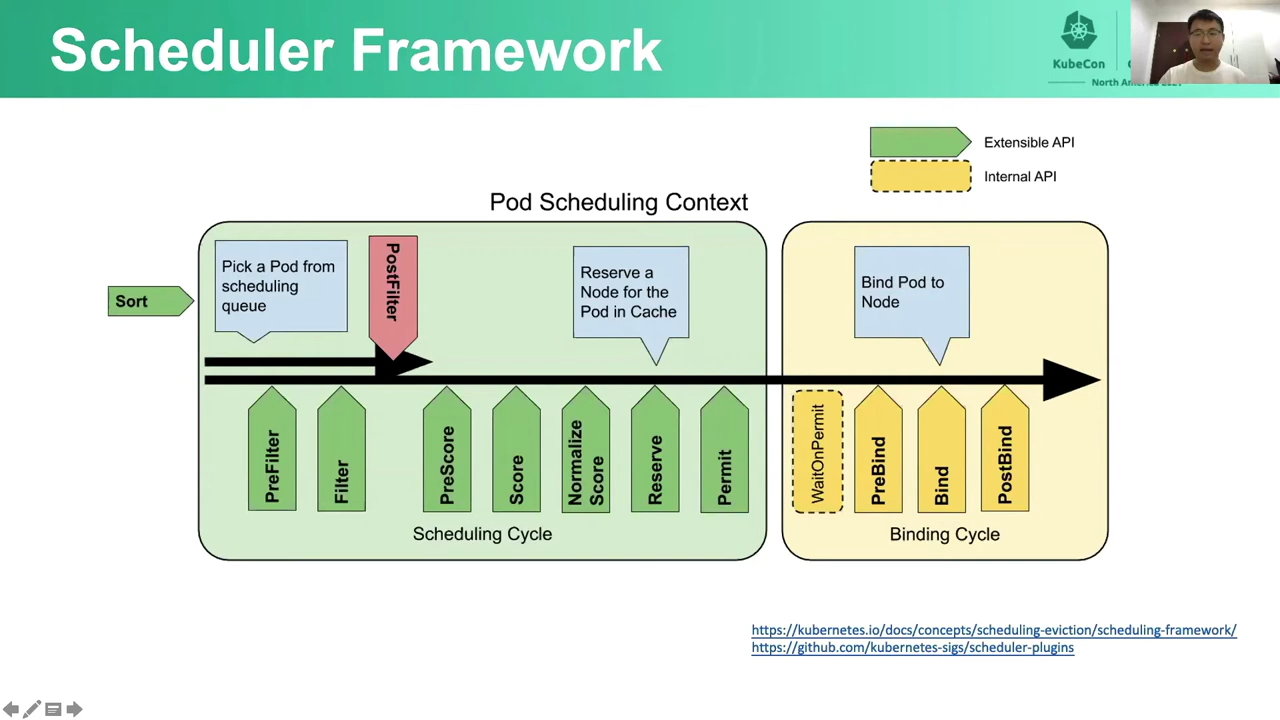 Scheduler Framework
KubeCon
North America
Extensible API
Internal API
Pod Scheduling Context
Sort
Pick a Pod from
scheduling
queue
PostFilter
Reserve a
Node for the
Pod in Cache
Bind Pod to
Node
PreFilter
Filter
PreScore
Score
Normalize
Score
Reserve
Permit
WaitOnPermit
PreBind
Bind
PostBind
Scheduling Cycle
Binding Cycle
https://kubernetes.io/docs/concepts/scheduling-eviction/scheduling-framework/
https://github.com/kubernetes-sigs/scheduler-plugins